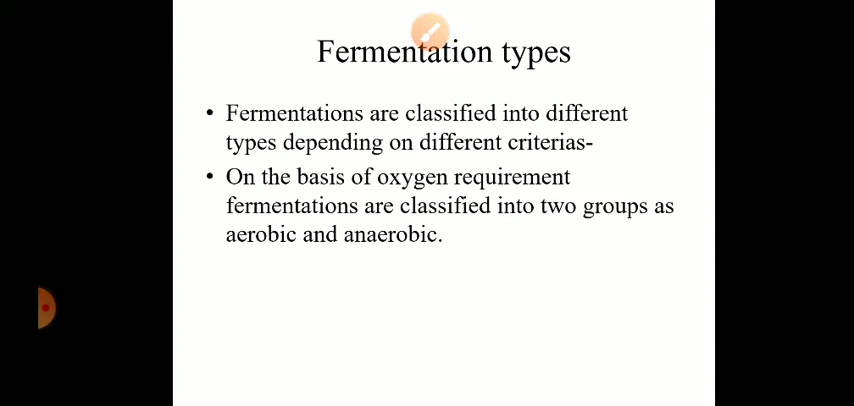 Fermentation types
• Fermentations are classified into different
types depending on different criterias-
• On the basis of oxygen requirement
fermentations are classified into two groups as
aerobic and anaerobic.